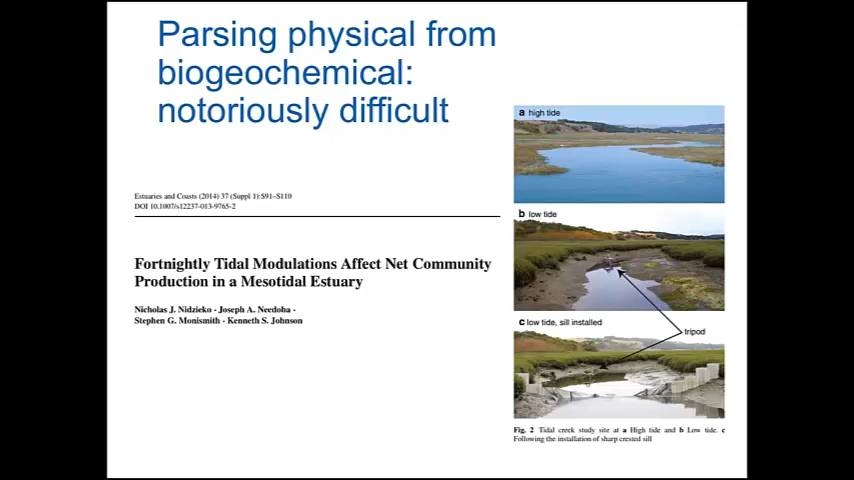 Parsing physical from
biogeochemical:
notoriously difficult
Estuaries and Coasts (2014) 37 (Suppl 1):S91–S110
DOI 10.1007/s12237-013-9765-2
Fortnightly Tidal Modulations Affect Net Community
Production in a Mesotidal Estuary
Nicholas J. Nidzieko · Joseph A. Needoba ·
Stephen G. Monismith · Kenneth S. Johnson
a high tide
b low tide
c low tide, sill installed
tripod
Fig. 2 Tidal creek study site at a High tide and b Low tide. c
Following the installation of sharp crested sill